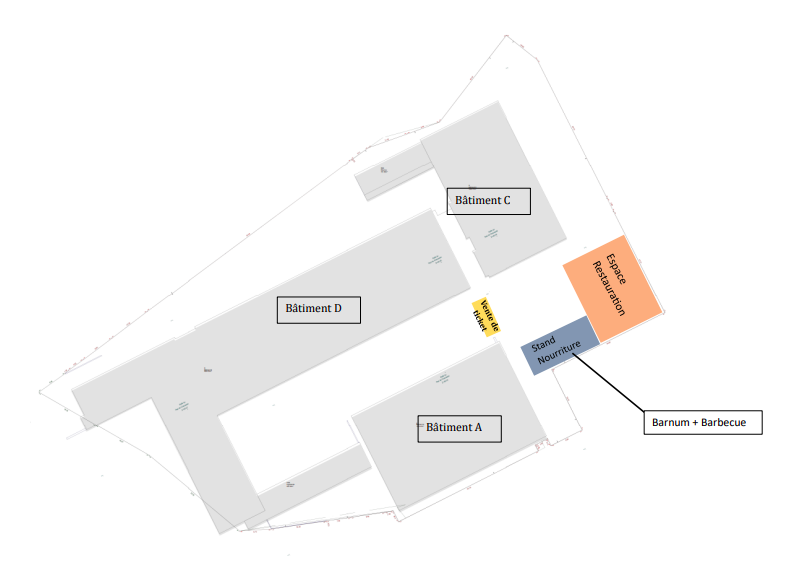 Bâtiment C
Espace
Restauration
Bâtiment D
Vente de
ticket
Stand
Nourriture
Bâtiment A
Barnum + Barbecue